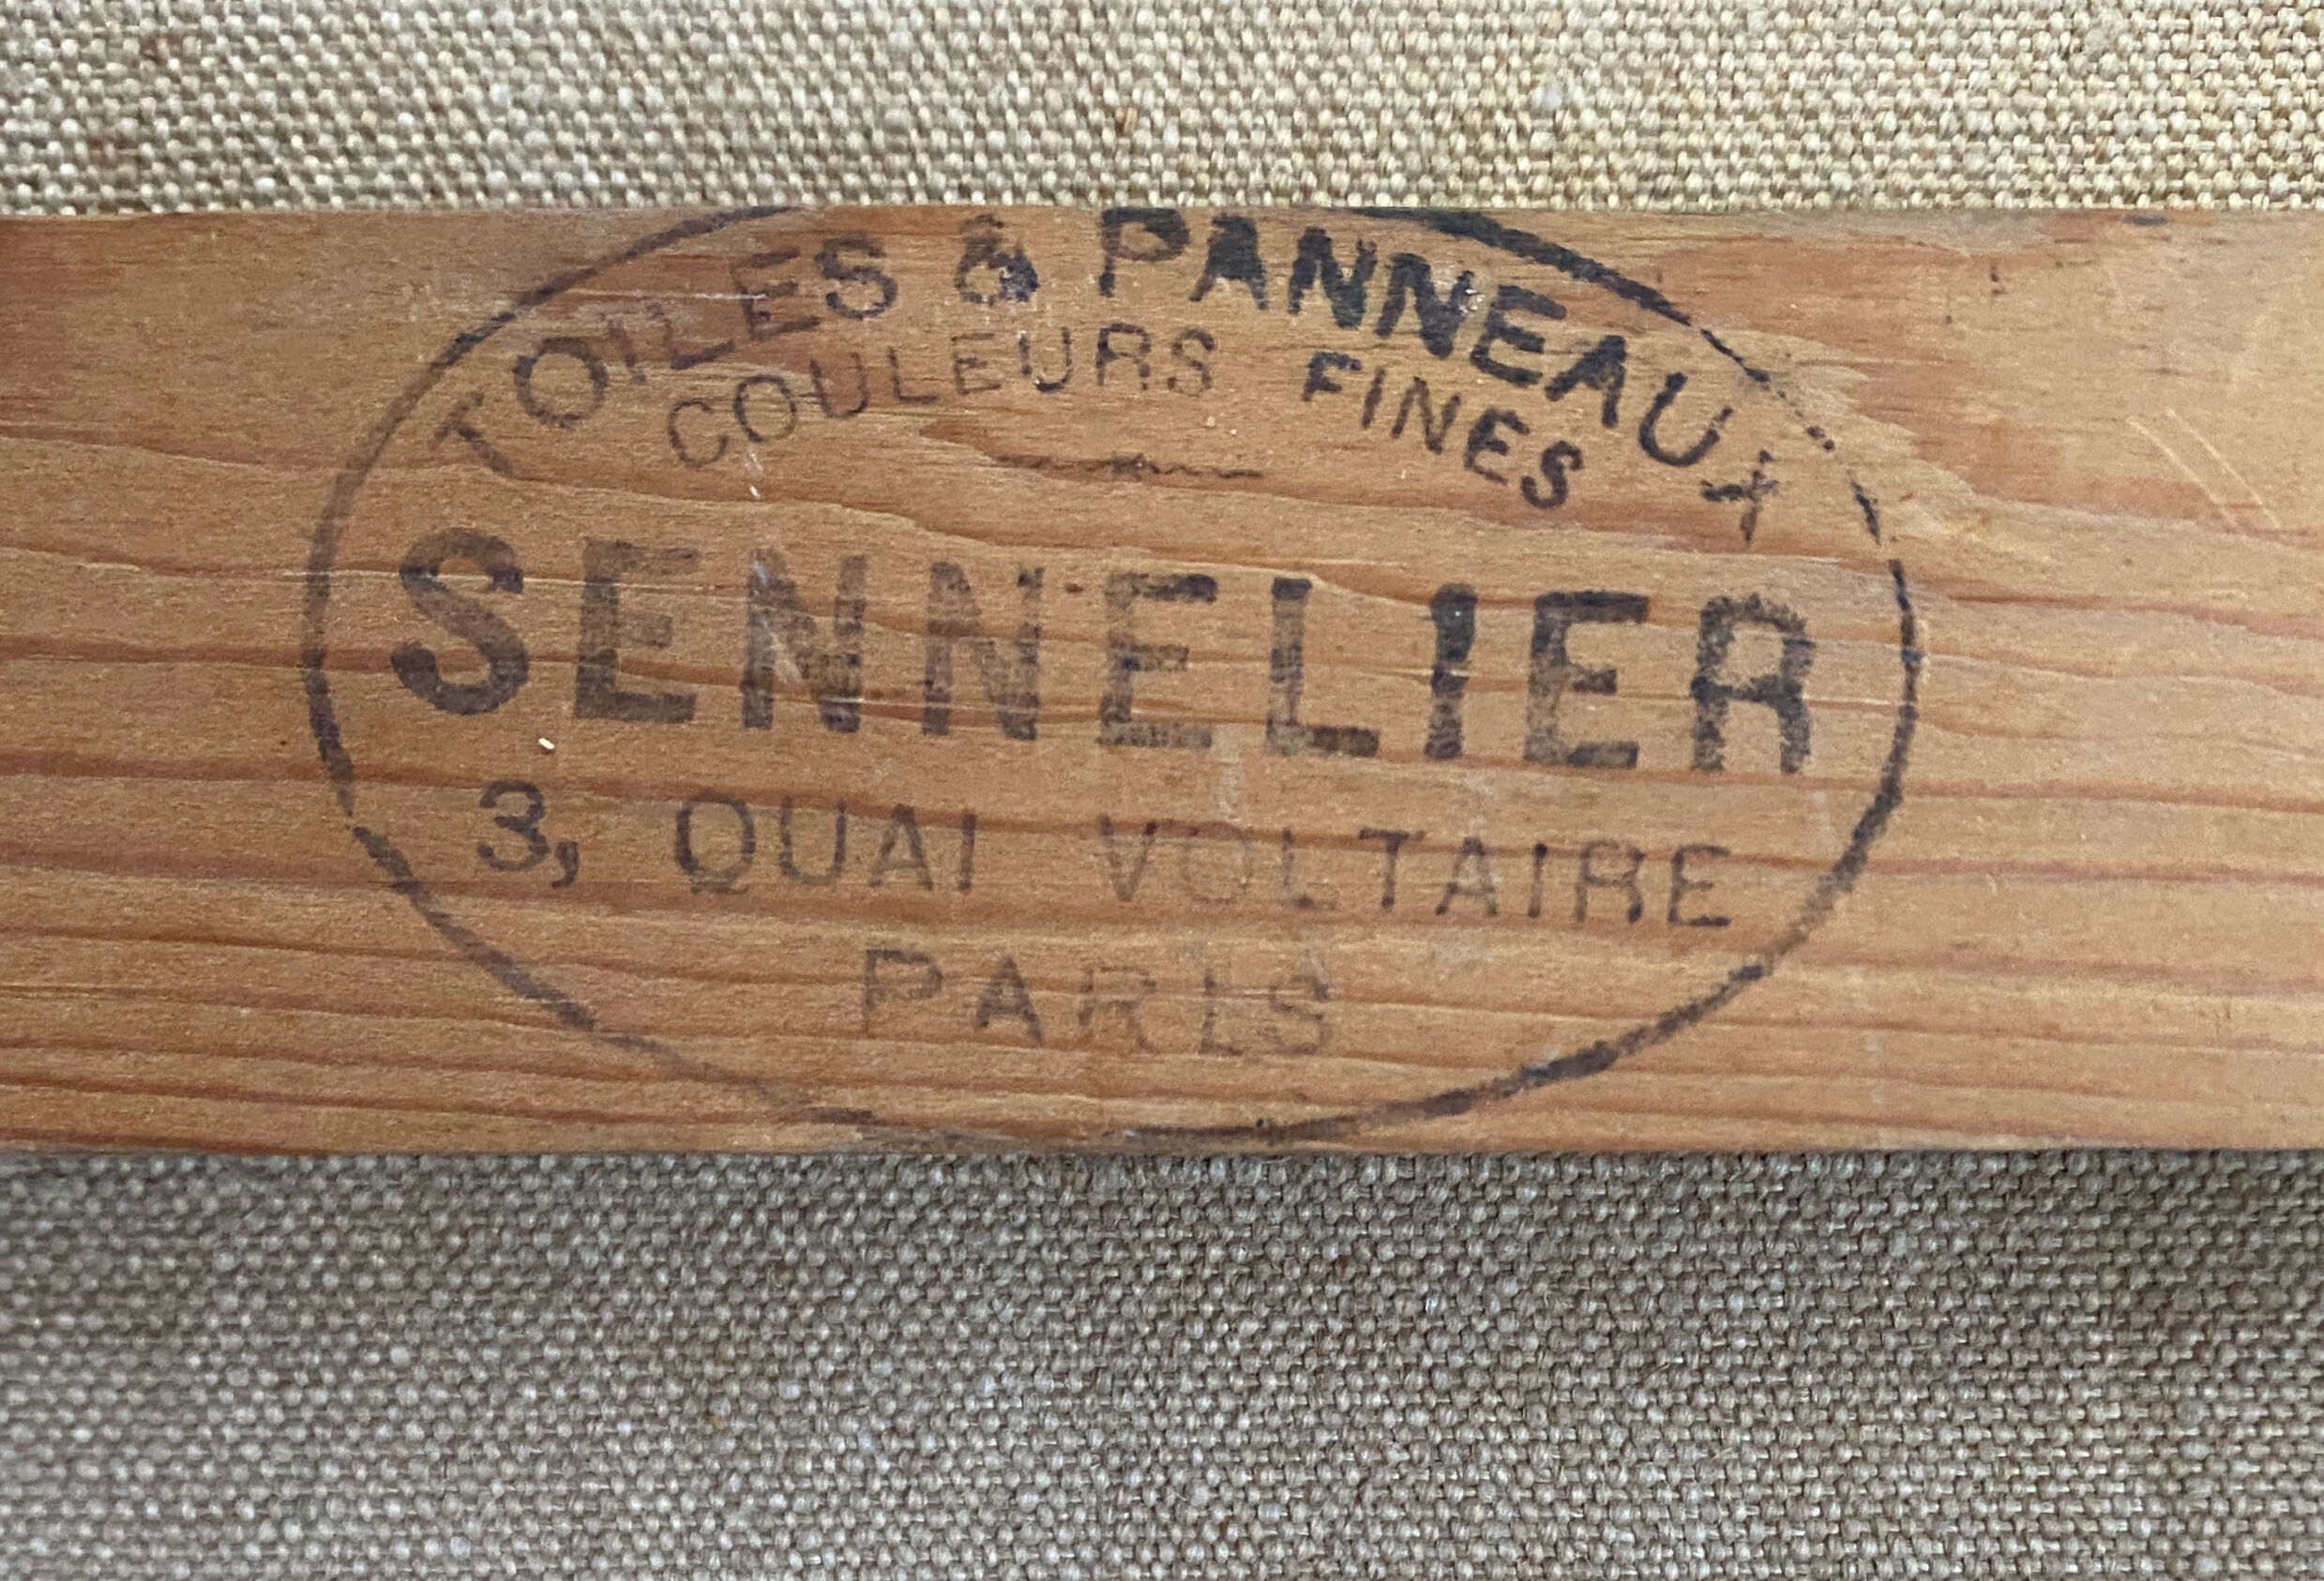 TOILES & PANNEAUX
COULEURS FINES
SENNELIER
3, QUAI VOLTAIRE
PARIS